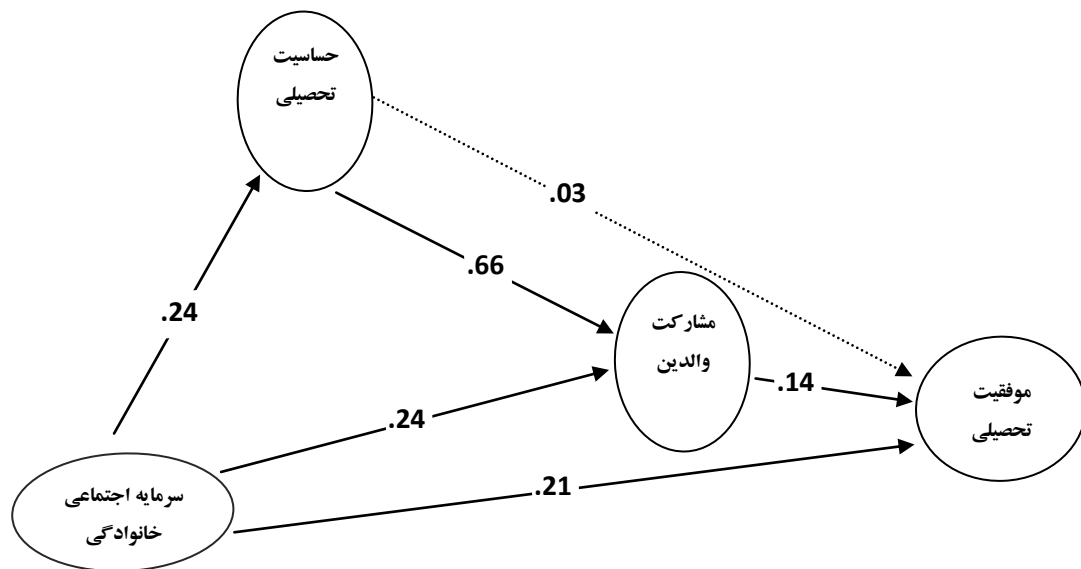 حساسیت
تحصیلی
.03
.66
.24
مشارکت
والدین
.14
موفقیت
تحصیلی
.24
.21
سرمایه اجتماعی
خانوادگی